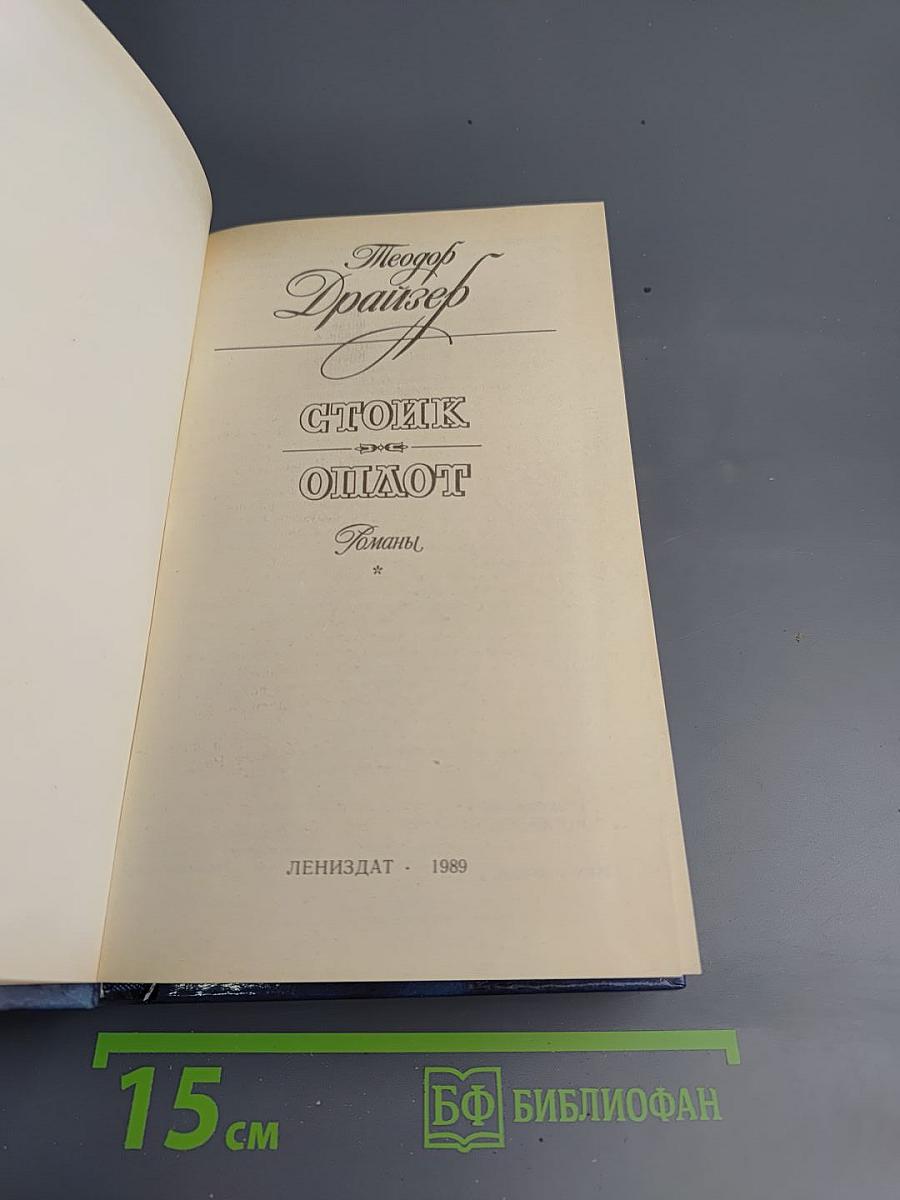 Теодор
Драйзер
СТОИК
ОПЛОТ
Романы
*
ЛЕНИЗДАТ · 1989
15 см
БФ БИБЛИОФАН